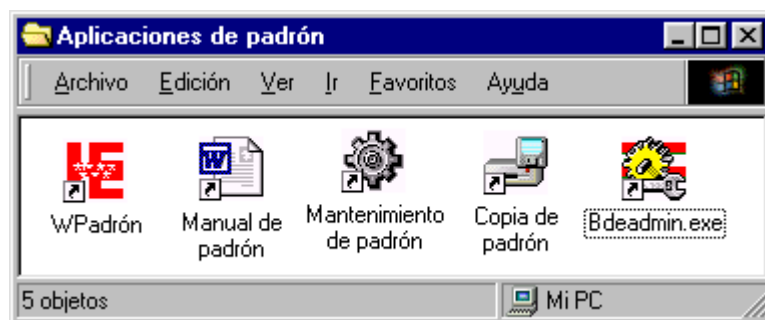 Aplicaciones de padrón
Archivo Edición Ver Ir Favoritos Ayuda
WPadrón
Manual de
padrón
Mantenimiento
de padrón
Copia de
padrón
Bdeadmin.exe
5 objetos
Mi PC